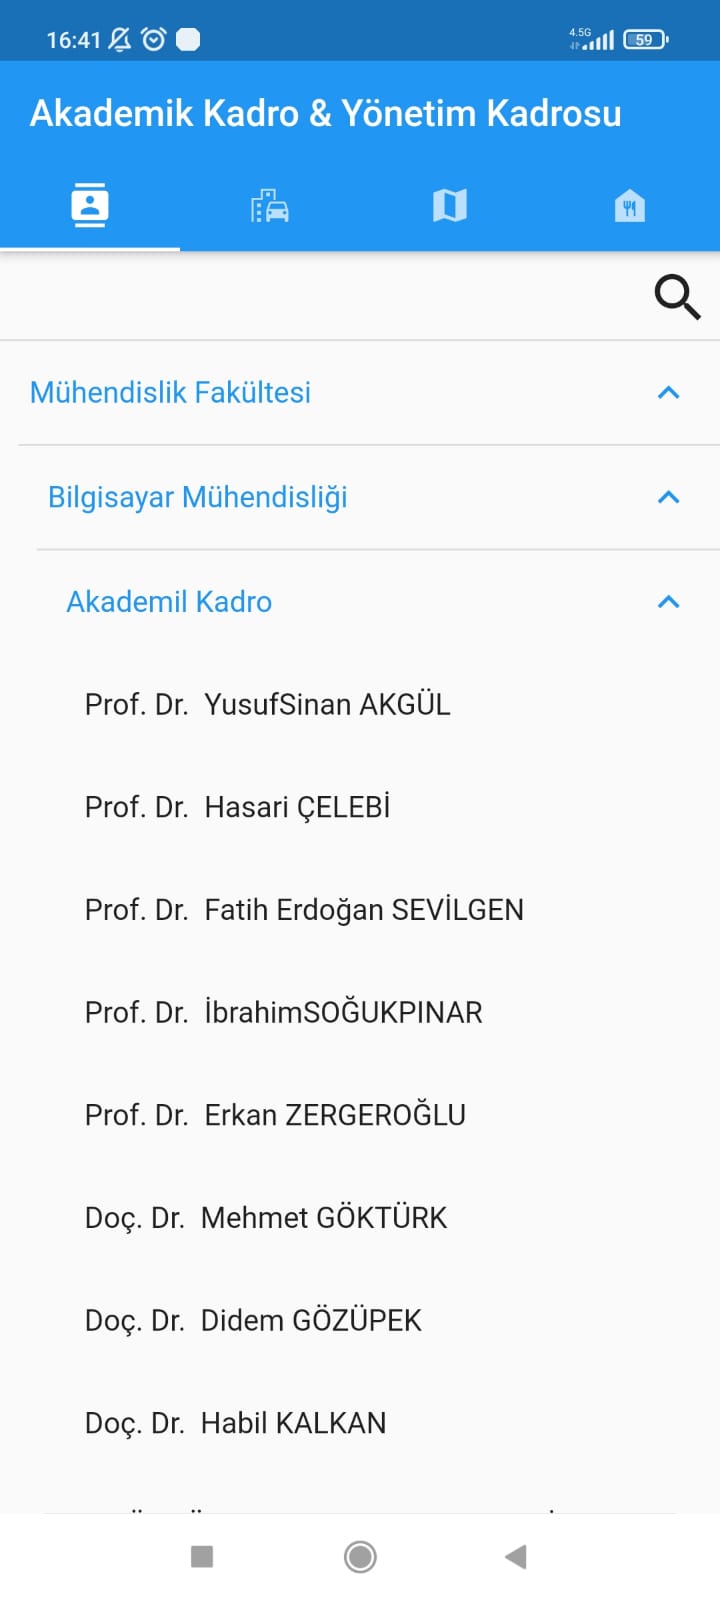 16:41
4.5G
59
Akademik Kadro & Yönetim Kadrosu
Mühendislik Fakültesi
Bilgisayar Mühendisliği
Akademil Kadro
Prof. Dr.  YusufSinan AKGÜL
Prof. Dr.  Hasari ÇELEBİ
Prof. Dr.  Fatih Erdoğan SEVİLGEN
Prof. Dr.  İbrahimSOĞUKPINAR
Prof. Dr.  Erkan ZERGEROĞLU
Doç. Dr.  Mehmet GÖKTÜRK
Doç. Dr.  Didem GÖZÜPEK
Doç. Dr.  Habil KALKAN